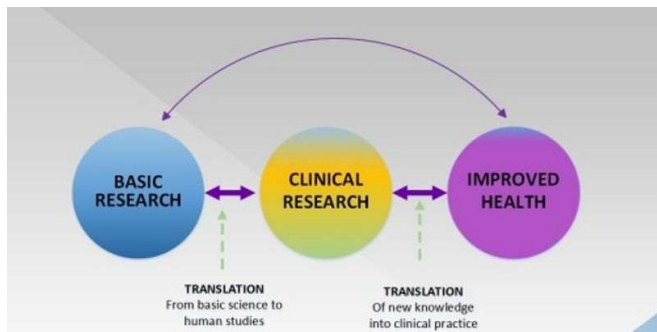 BASIC
RESEARCH
CLINICAL
RESEARCH
IMPROVED
HEALTH
TRANSLATION
From basic science to
human studies
TRANSLATION
Of new knowledge
into clinical practice